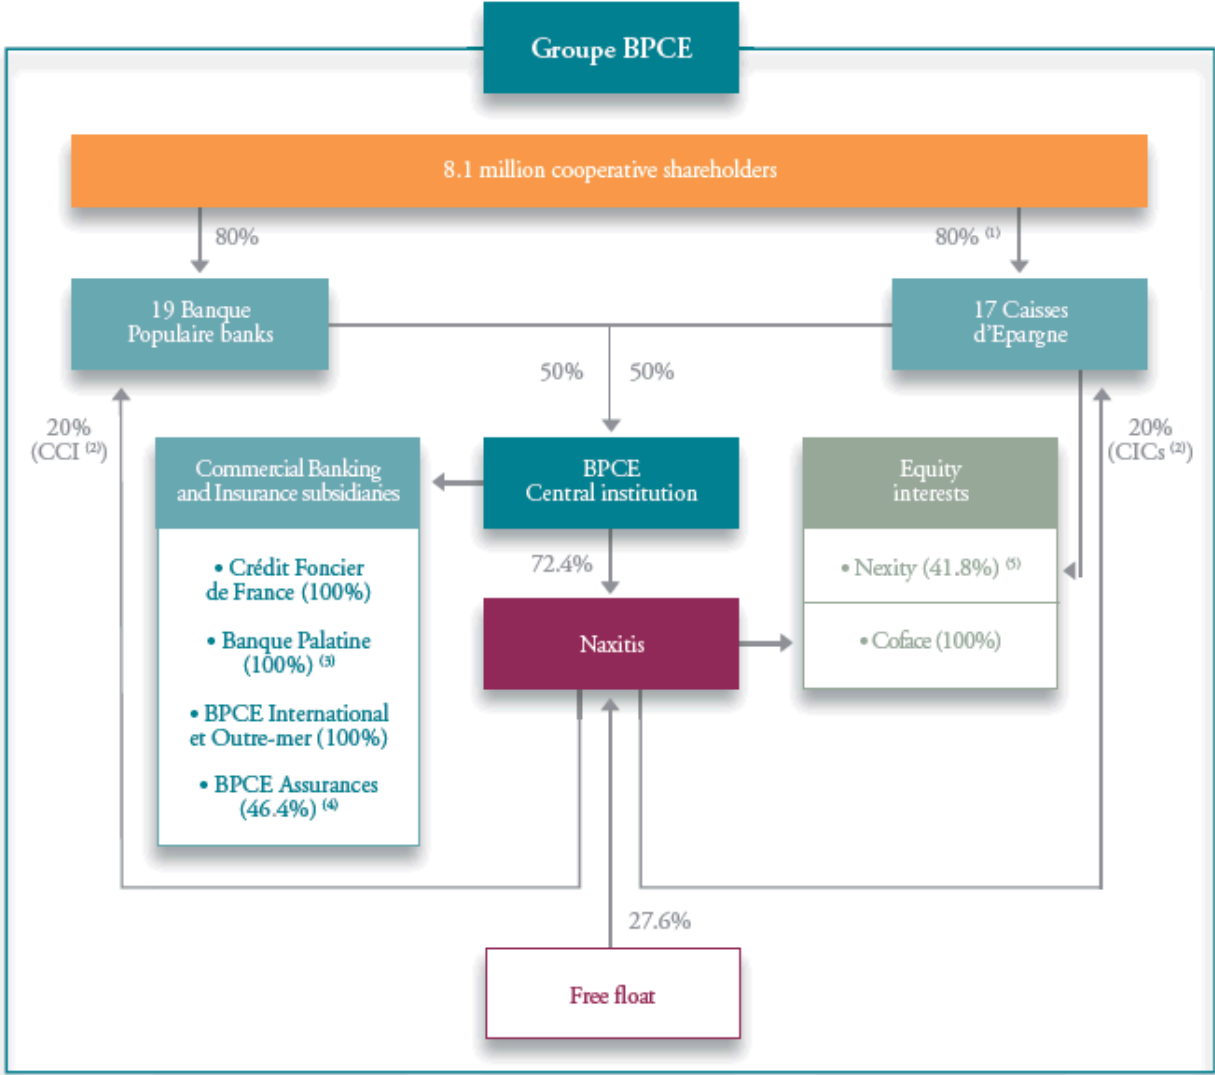 Groupe BPCE
8.1 million cooperative shareholders
80%
80% (1)
19 Banque
Populaire banks
17 Caisses
d'Epargne
50%
50%
20%
(CCI (2))
20%
(CICs (2))
Commercial Banking
and Insurance subsidiaries
BPCE
Central institution
Equity
interests
72.4%
• Crédit Foncier
de France (100%)
• Banque Palatine
(100%) (3)
• BPCE International
et Outre-mer (100%)
• BPCE Assurances
(46.4%) (4)
Naxitis
• Nexity (41.8%) (5)
• Coface (100%)
27.6%
Free float